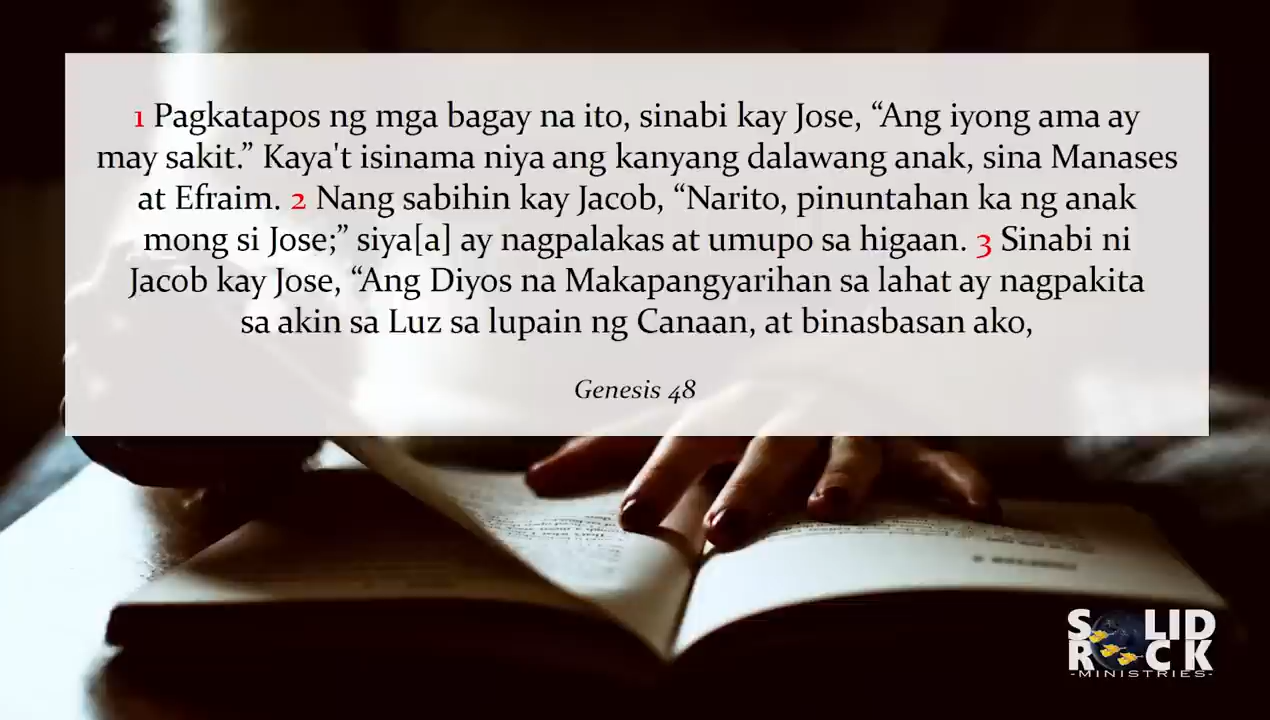 1 Pagkatapos ng mga bagay na ito, sinabi kay Jose, “Ang iyong ama ay
may sakit.” Kaya't isinama niya ang kanyang dalawang anak, sina Manases
at Efraim. 2 Nang sabihin kay Jacob, “Narito, pinuntahan ka ng anak
mong si Jose;” siya[a] ay nagpalakas at umupo sa higaan. 3 Sinabi ni
Jacob kay Jose, “Ang Diyos na Makapangyarihan sa lahat ay nagpakita
sa akin sa Luz sa lupain ng Canaan, at binasbasan ako,
Genesis 48
SOLID
ROCK
-MINISTRIES-